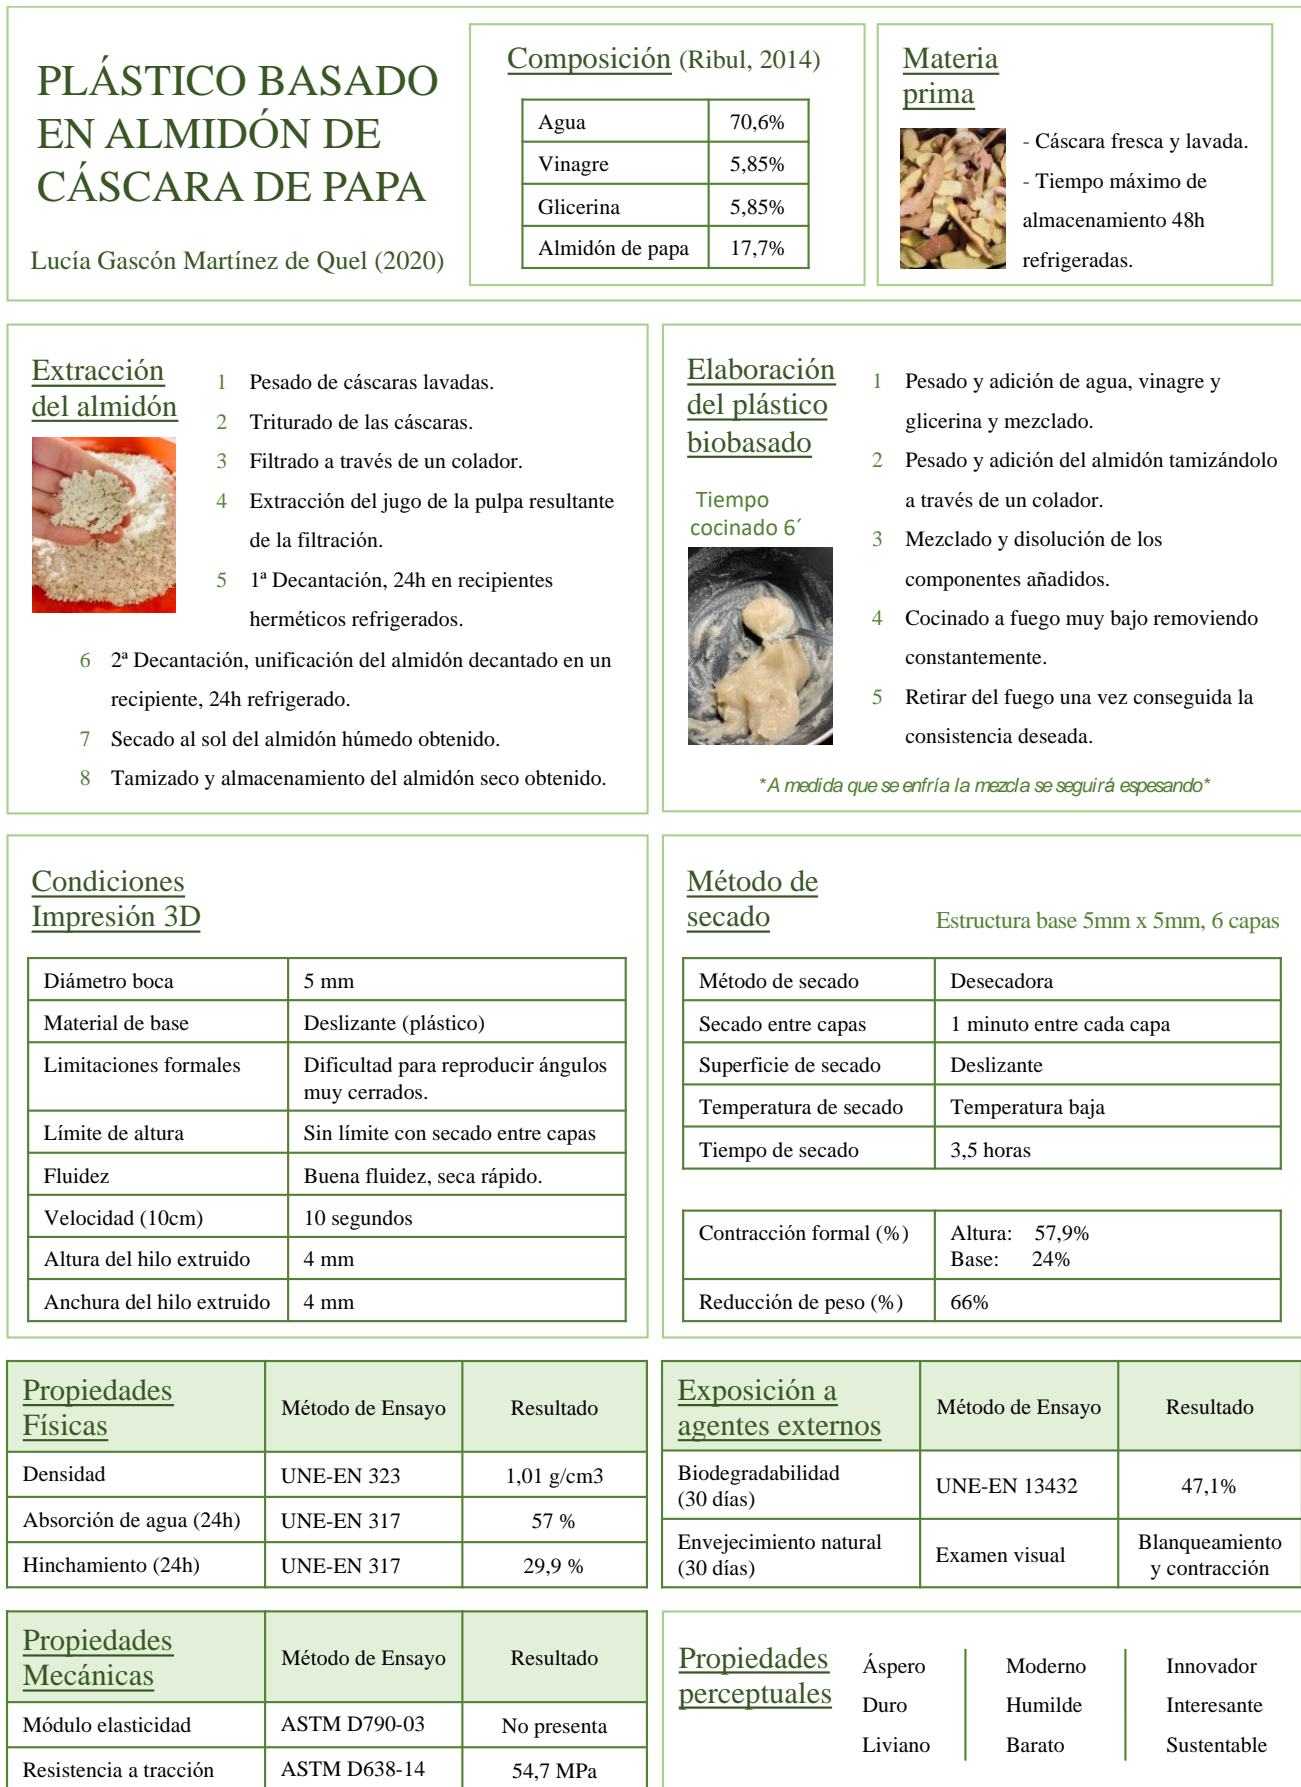 PLÁSTICO BASADO
EN ALMIDÓN DE
CÁSCARA DE PAPA
Lucía Gascón Martínez de Quel (2020)
Composición (Ribul, 2014)
Agua 70,6%
Vinagre 5,85%
Glicerina 5,85%
Almidón de papa 17,7%
Materia
prima
- Cáscara fresca y lavada.
- Tiempo máximo de
almacenamiento 48h
refrigeradas.
Extracción
del almidón
1 Pesado de cáscaras lavadas.
2 Triturado de las cáscaras.
3 Filtrado a través de un colador.
4 Extracción del jugo de la pulpa resultante
de la filtración.
5 1ª Decantación, 24h en recipientes
herméticos refrigerados.
6 2ª Decantación, unificación del almidón decantado en un
recipiente, 24h refrigerado.
7 Secado al sol del almidón húmedo obtenido.
8 Tamizado y almacenamiento del almidón seco obtenido.
Elaboración
del plástico
biobasado
Tiempo
cocinado 6´
1 Pesado y adición de agua, vinagre y
glicerina y mezclado.
2 Pesado y adición del almidón tamizándolo
a través de un colador.
3 Mezclado y disolución de los
componentes añadidos.
4 Cocinado a fuego muy bajo removiendo
constantemente.
5 Retirar del fuego una vez conseguida la
consistencia deseada.
*A medida que se enfría la mezcla se seguirá espesando*
Condiciones
Impresión 3D
Diámetro boca 5 mm
Material de base Deslizante (plástico)
Limitaciones formales Dificultad para reproducir ángulos
muy cerrados.
Límite de altura Sin límite con secado entre capas
Fluidez Buena fluidez, seca rápido.
Velocidad (10cm) 10 segundos
Altura del hilo extruido 4 mm
Anchura del hilo extruido 4 mm
Método de
secado
Estructura base 5mm x 5mm, 6 capas
Método de secado Desecadora
Secado entre capas 1 minuto entre cada capa
Superficie de secado Deslizante
Temperatura de secado Temperatura baja
Tiempo de secado 3,5 horas
Contracción formal (%) Altura: 57,9%
Base: 24%
Reducción de peso (%) 66%
Propiedades
Físicas
Método de Ensayo Resultado
Densidad UNE-EN 323 1,01 g/cm3
Absorción de agua (24h) UNE-EN 317 57 %
Hinchamiento (24h) UNE-EN 317 29,9 %
Exposición a
agentes externos
Método de Ensayo Resultado
Biodegradabilidad
(30 días)
UNE-EN 13432 47,1%
Envejecimiento natural
(30 días)
Examen visual
Blanqueamiento
y contracción
Propiedades
Mecánicas
Método de Ensayo Resultado
Módulo elasticidad ASTM D790-03 No presenta
Resistencia a tracción ASTM D638-14 54,7 MPa
Propiedades
perceptuales
Áspero Moderno Innovador
Duro Humilde Interesante
Liviano Barato Sustentable